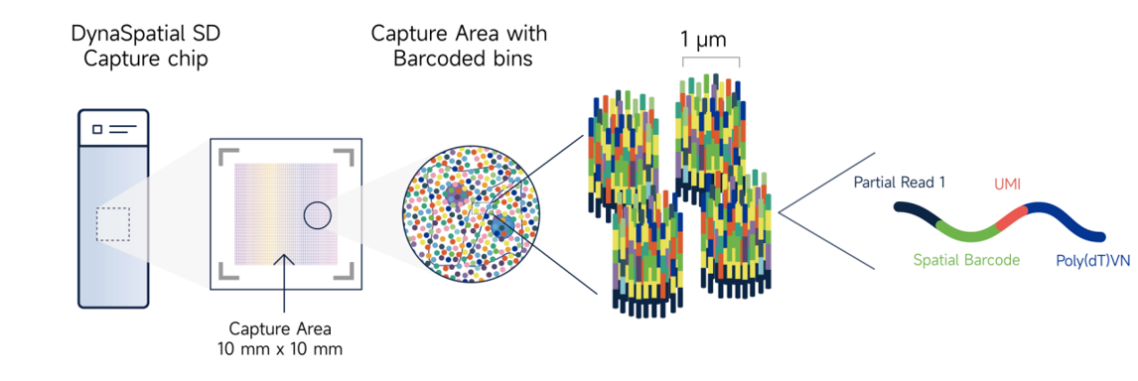 DynaSpatial SD
Capture chip
Capture Area with
Barcoded bins
1 μm
Capture Area
10 mm x 10 mm
Partial Read 1
UMI
Spatial Barcode
Poly(dT)VN